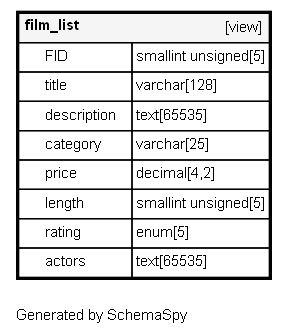 film_list [view]
FID smallint unsigned[5]
title varchar[128]
description text[65535]
category varchar[25]
price decimal[4,2]
length smallint unsigned[5]
rating enum[5]
actors text[65535]
Generated by SchemaSpy